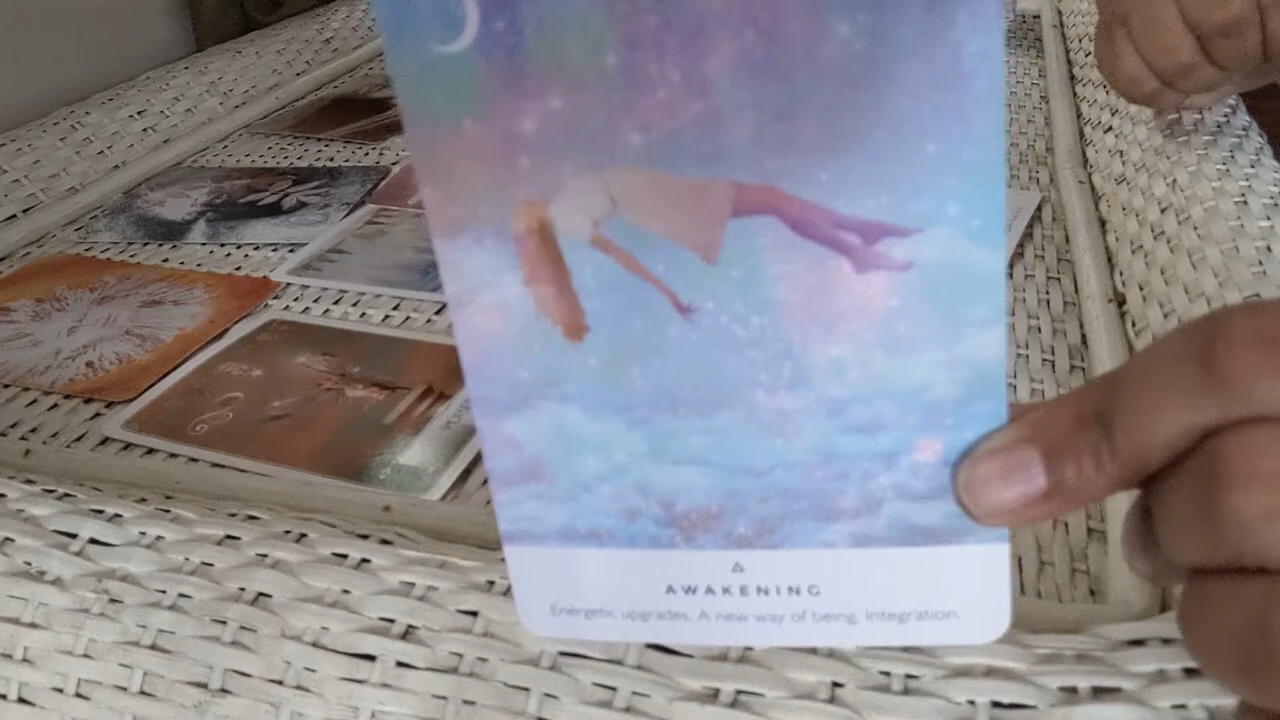 AWAKENING
Energetic upgrades. A new way of being. Integration.